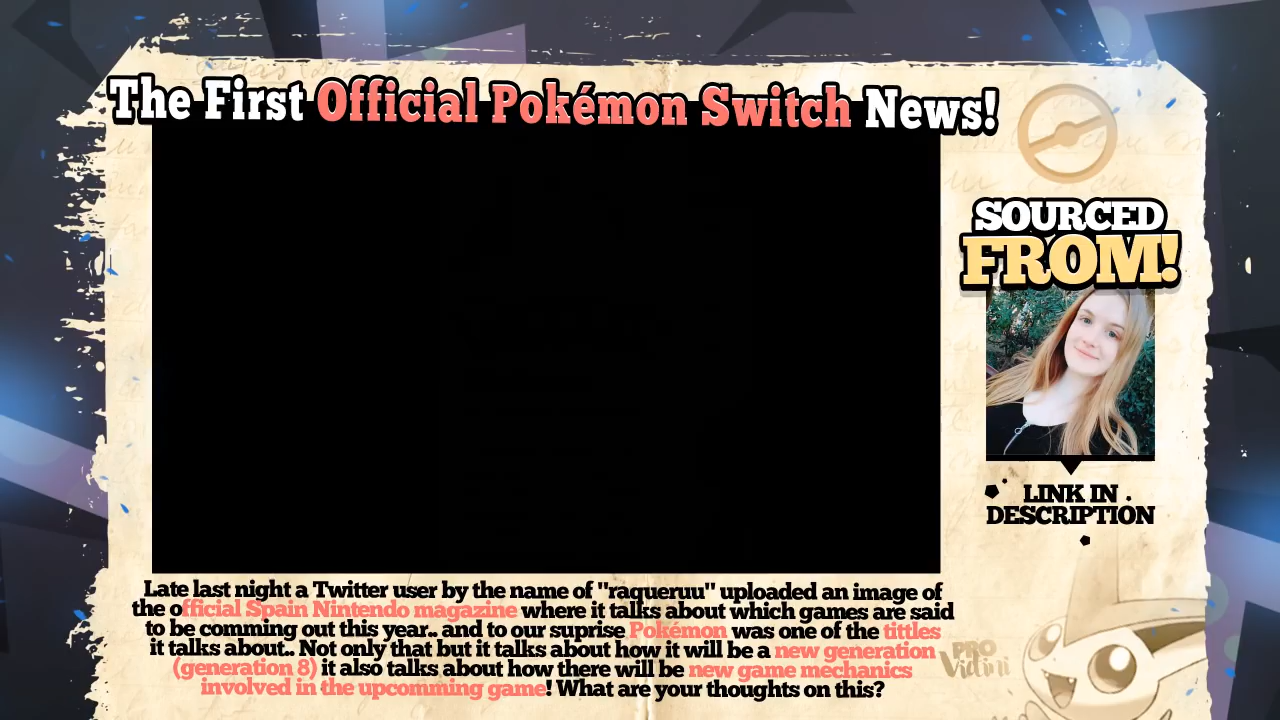 The First Official Pokémon Switch News!
SOURCED
FROM!
LINK IN
DESCRIPTION
Late last night a Twitter user by the name of "raqueruu" uploaded an image of
the official Spain Nintendo magazine where it talks about which games are said
to be comming out this year.. and to our suprise Pokémon was one of the tittles
it talks about.. Not only that but it talks about how it will be a new generation
(generation 8) it also talks about how there will be new game mechanics
involved in the upcomming game! What are your thoughts on this?
PRO
Victini